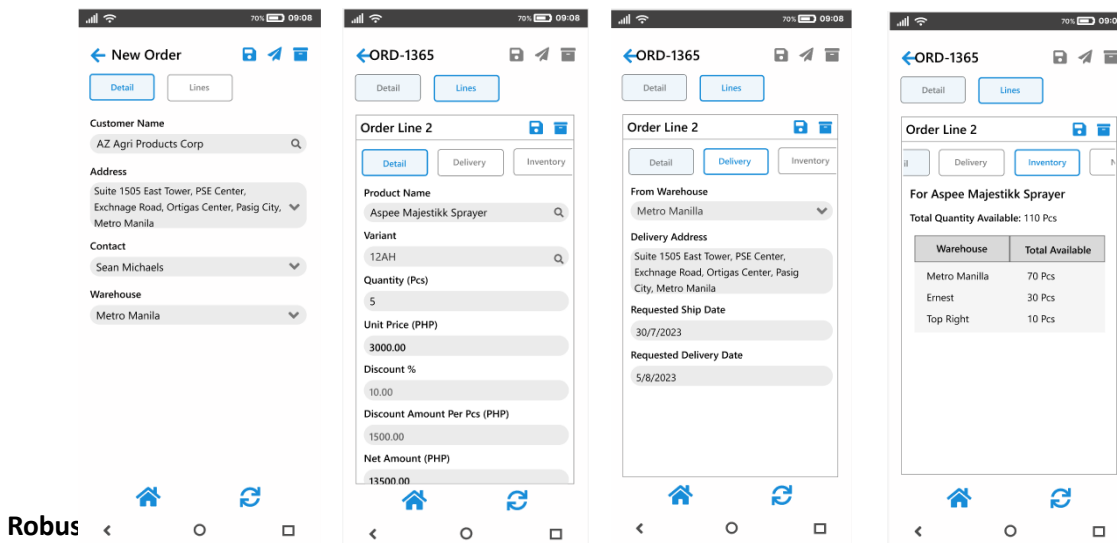 70% 09:08
New Order
Detail Lines
Customer Name
AZ Agri Products Corp
Address
Suite 1505 East Tower, PSE Center,
Exchnage Road, Ortigas Center, Pasig City,
Metro Manila
Contact
Sean Michaels
Warehouse
Metro Manila
70% 09:08
ORD-1365
Detail Lines
Order Line 2
Detail Delivery Inventory
Product Name
Aspee Majestikk Sprayer
Variant
12AH
Quantity (Pcs)
5
Unit Price (PHP)
3000.00
Discount %
10.00
Discount Amount Per Pcs (PHP)
1500.00
Net Amount (PHP)
13500.00
70% 09:08
ORD-1365
Detail Lines
Order Line 2
Detail Delivery Inventory
From Warehouse
Metro Manilla
Delivery Address
Suite 1505 East Tower, PSE Center,
Exchnage Road, Ortigas Center, Pasig
City, Metro Manila
Requested Ship Date
30/7/2023
Requested Delivery Date
5/8/2023
70% 09:0
ORD-1365
Detail Lines
Order Line 2
il Delivery Inventory N
For Aspee Majestikk Sprayer
Total Quantity Available: 110 Pcs
Warehouse Total Available
Metro Manilla 70 Pcs
Ernest 30 Pcs
Top Right 10 Pcs
Robus